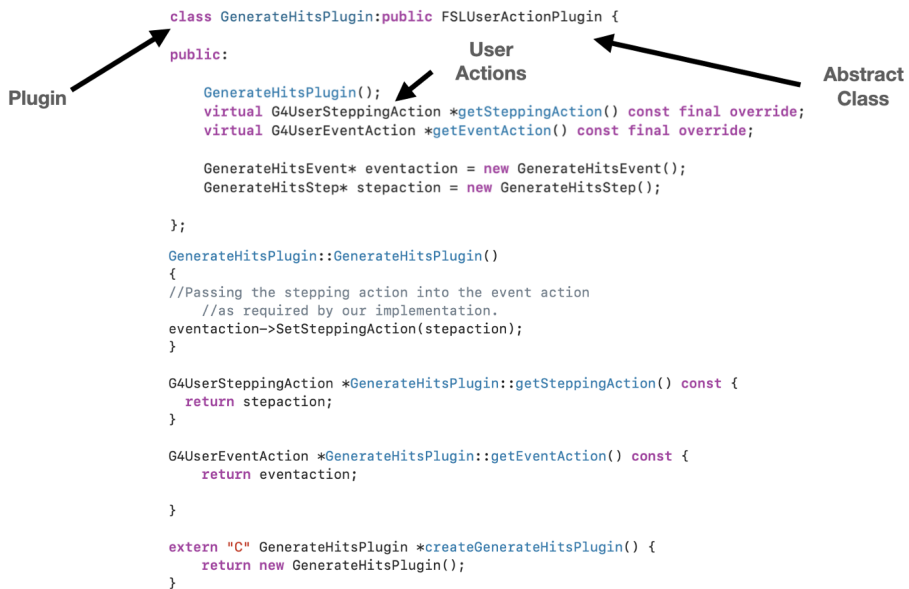 class GenerateHitsPlugin:public FSLUserActionPlugin {
User
Actions
Plugin
Abstract
Class
public:
GenerateHitsPlugin();
virtual G4UserSteppingAction *getSteppingAction() const final override;
virtual G4UserEventAction *getEventAction() const final override;
GenerateHitsEvent* eventaction = new GenerateHitsEvent();
GenerateHitsStep* stepaction = new GenerateHitsStep();
};
GenerateHitsPlugin::GenerateHitsPlugin()
{
//Passing the stepping action into the event action
//as required by our implementation.
eventaction->SetSteppingAction(stepaction);
}
G4UserSteppingAction *GenerateHitsPlugin::getSteppingAction() const {
return stepaction;
}
G4UserEventAction *GenerateHitsPlugin::getEventAction() const {
return eventaction;
}
extern "C" GenerateHitsPlugin *createGenerateHitsPlugin() {
return new GenerateHitsPlugin();
}